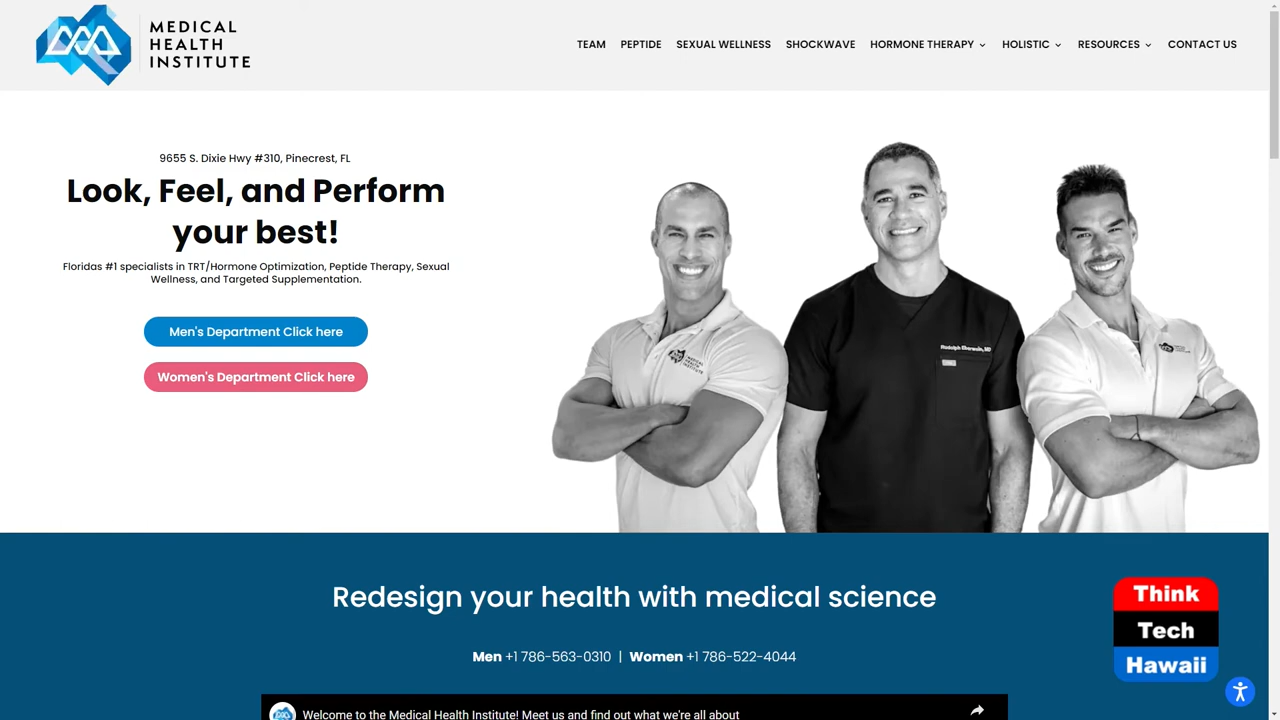 MEDICAL
HEALTH
INSTITUTE
TEAM PEPTIDE SEXUAL WELLNESS SHOCKWAVE HORMONE THERAPY HOLISTIC RESOURCES CONTACT US
9655 S. Dixie Hwy #310, Pinecrest, FL
Look, Feel, and Perform
your best!
Floridas #1 specialists in TRT/Hormone Optimization, Peptide Therapy, Sexual
Wellness, and Targeted Supplementation.
Men's Department Click here
Women's Department Click here
MEDICAL
HEALTH
INSTITUTE
Redesign your health with medical science
Men +1 786-563-0310 | Women +1 786-522-4044
Think
Tech
Hawaii
Welcome to the Medical Health Institute! Meet us and find out what we're all about